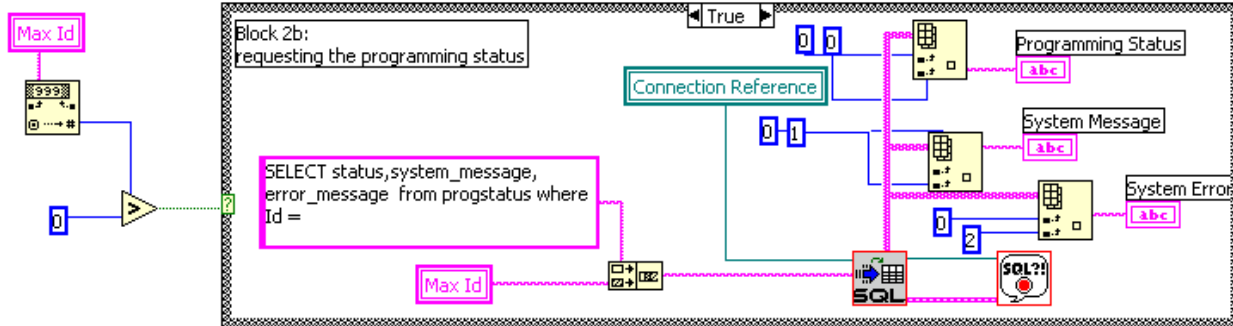 True
Max Id
Block 2b:
requesting the programming status
0
0
Programming Status
abc
Connection Reference
999
#
0
1
System Message
abc
SELECT status,system_message,
error_message from progstatus where
Id =
>
?
0
System Error
abc
0
2
Max Id
SQL
SQL?!